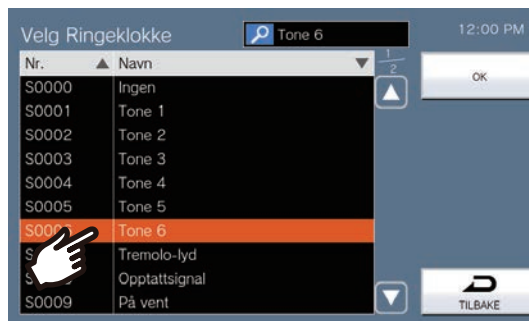 Velg Ringeklokke Tone 6 12:00 PM
Nr. Navn 1/2
S0000 Ingen OK
S0001 Tone 1
S0002 Tone 2
S0003 Tone 3
S0004 Tone 4
S0005 Tone 5
Tone 6
Tremolo-lyd
Opptattsignal
S0009 På vent TILBAKE